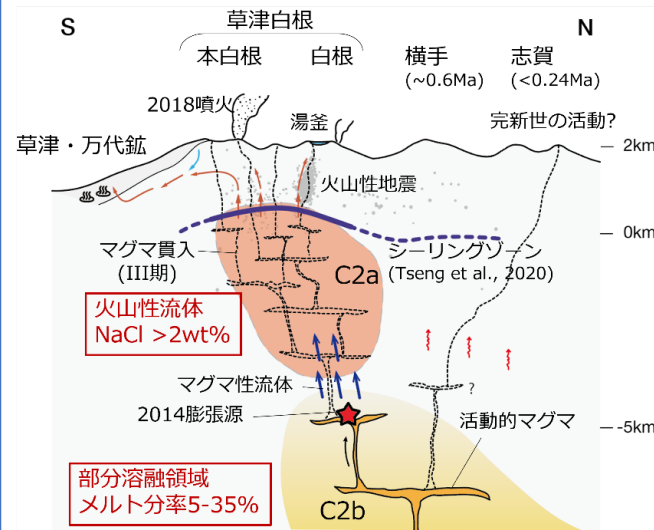 S
N
草津白根
本白根
白根
横手
(~0.6Ma)
志賀
(<0.24Ma)
2018噴火
湯釜
完新世の活動?
草津・万代鉱
2km
火山性地震
0km
マグマ貫入
(III期)
C2a
シーリングゾーン
(Tseng et al., 2020)
火山性流体
NaCl >2wt%
マグマ性流体
?
2014膨張源
活動的マグマ
-5km
部分溶融領域
メルト分率5-35%
C2b